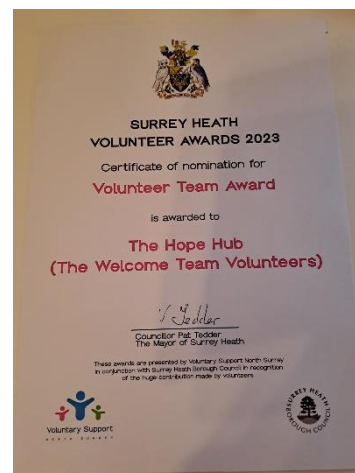 SURREY HEATH
VOLUNTEER AWARDS 2023
Certificate of nomination for
Volunteer Team Award
is awarded to
The Hope Hub
(The Welcome Team Volunteers)
V Tedder
Councillor Pat Tedder
The Mayor of Surrey Heath
These awards are presented by Voluntary Support North Surrey
in conjunction with Surrey Heath Borough Council in recognition
of the huge contribution made by volunteers
Voluntary Support
NORTH SURREY
SURREY HEATH
BOROUGH COUNCIL